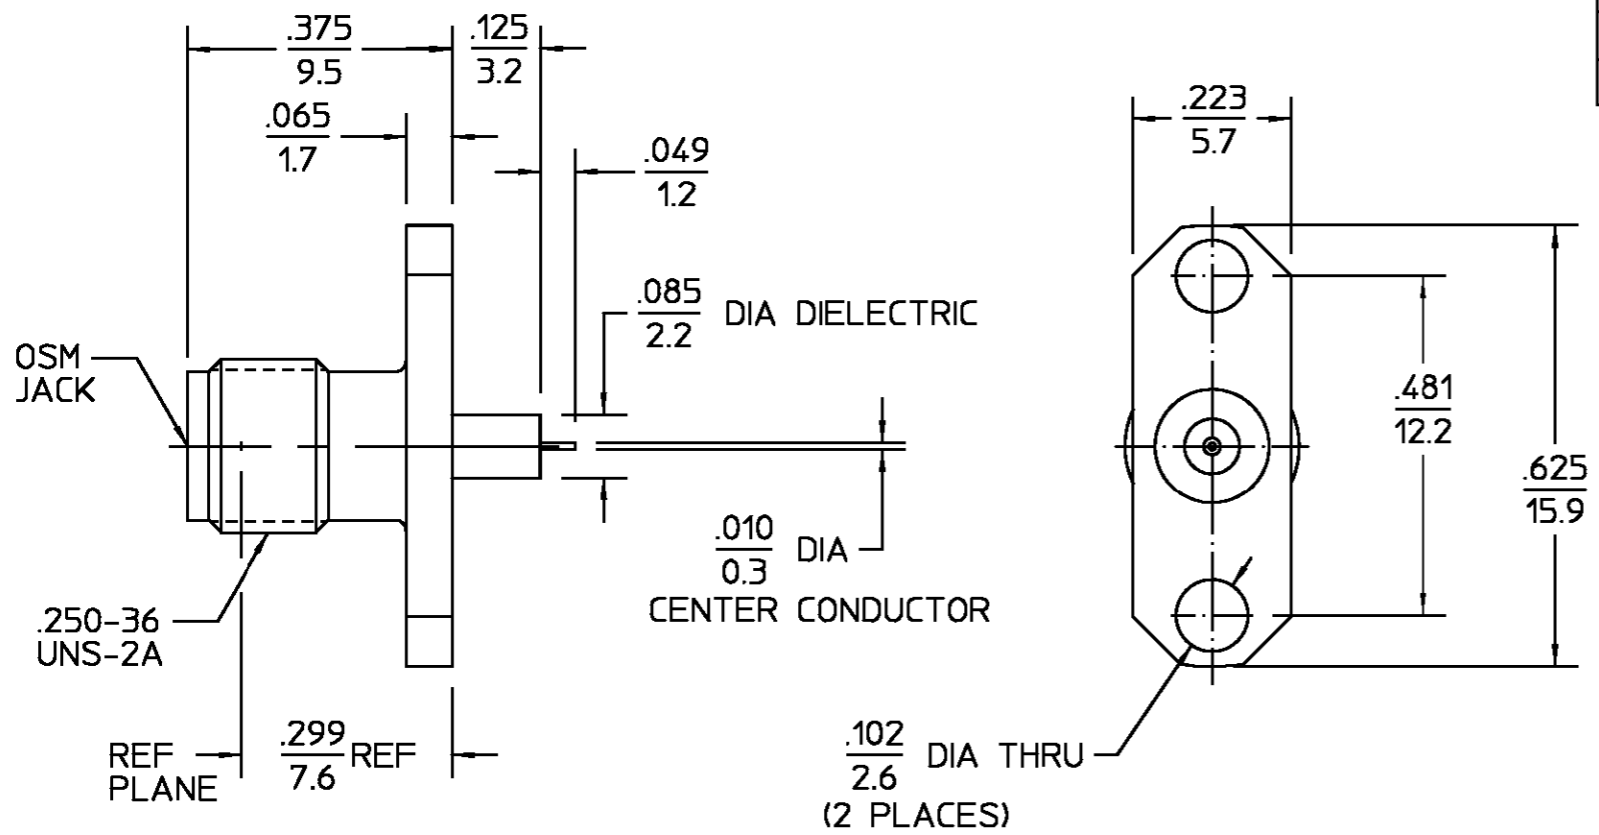 .375
9.5
.125
3.2
.065
1.7
.049
1.2
.223
5.7
.085
2.2
DIA DIELECTRIC
OSM
JACK
.481
12.2
.625
15.9
.010
0.3
DIA
CENTER CONDUCTOR
.250-36
UNS-2A
REF
PLANE
.299
7.6
REF
.102
2.6
DIA THRU
(2 PLACES)